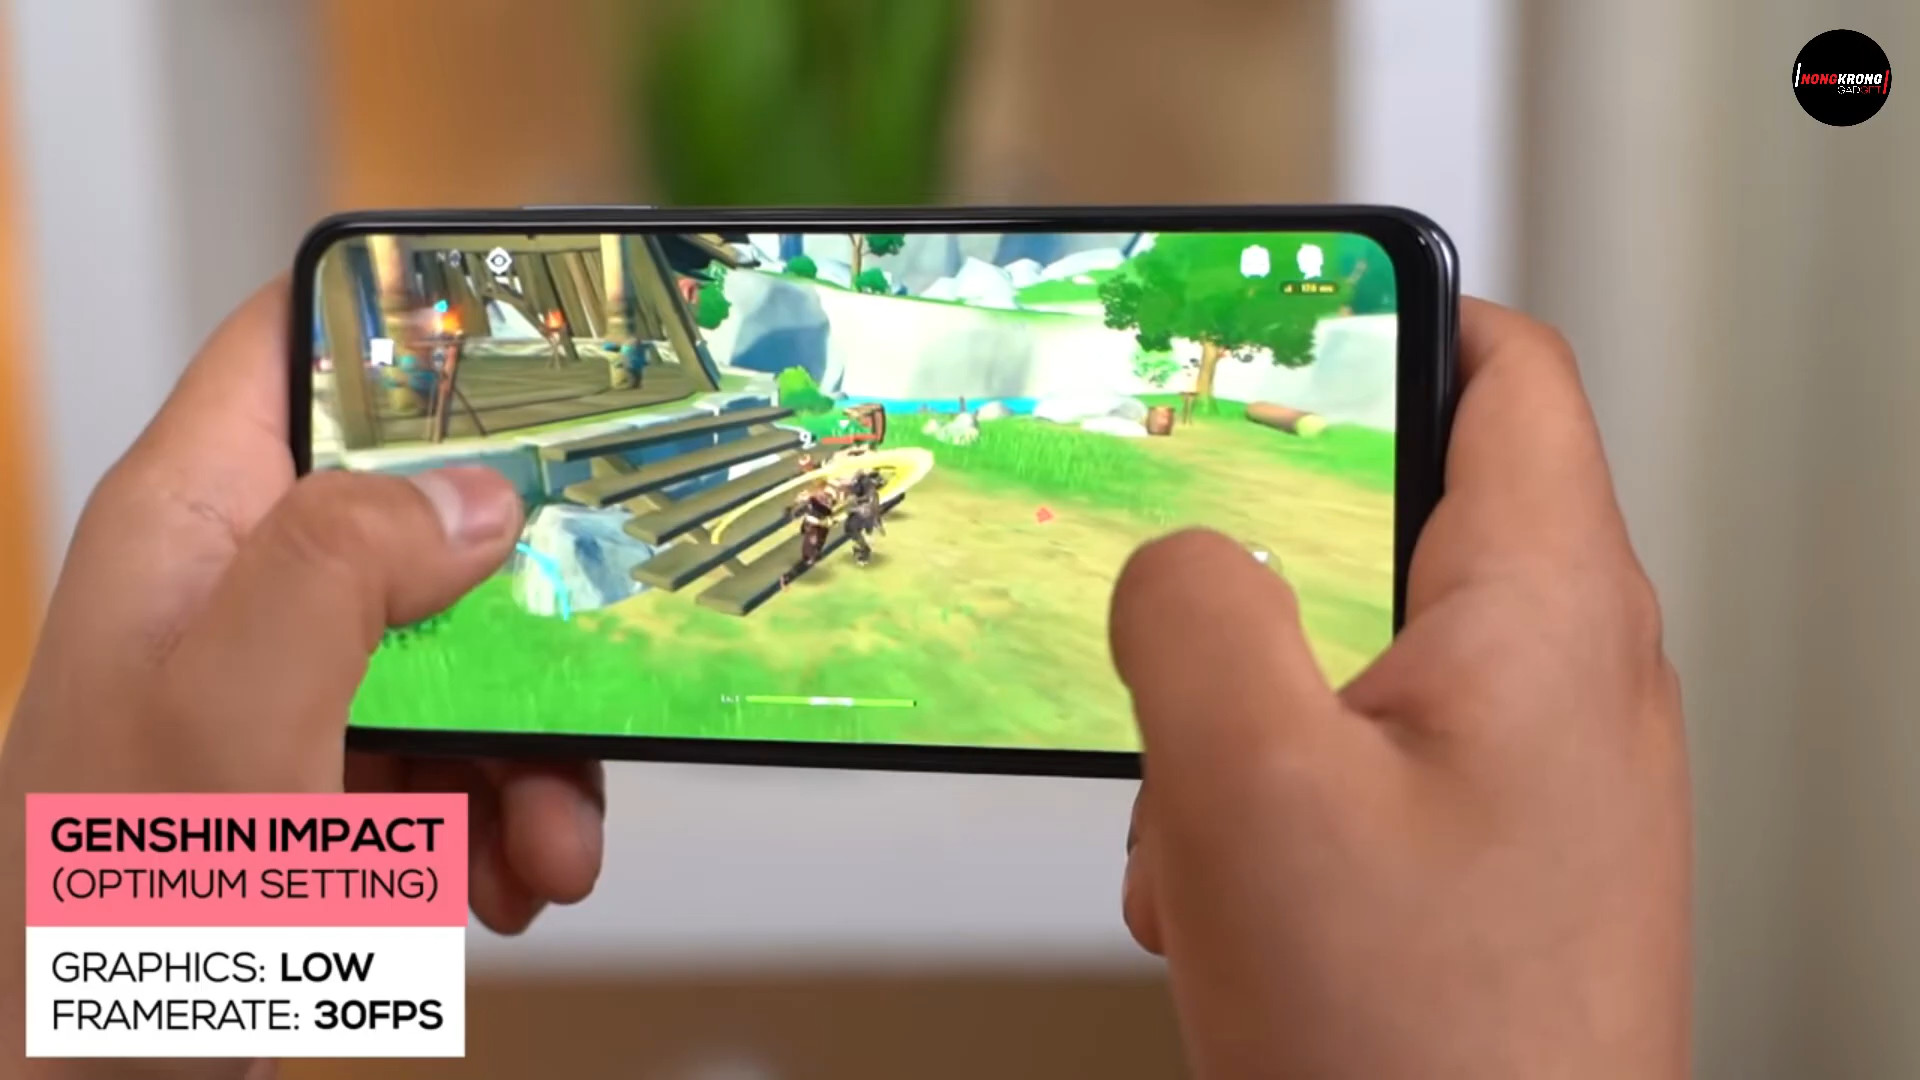 NONGKRONG
GADGET
GENSHIN IMPACT
(OPTIMUM SETTING)
GRAPHICS: LOW
FRAMERATE: 30FPS